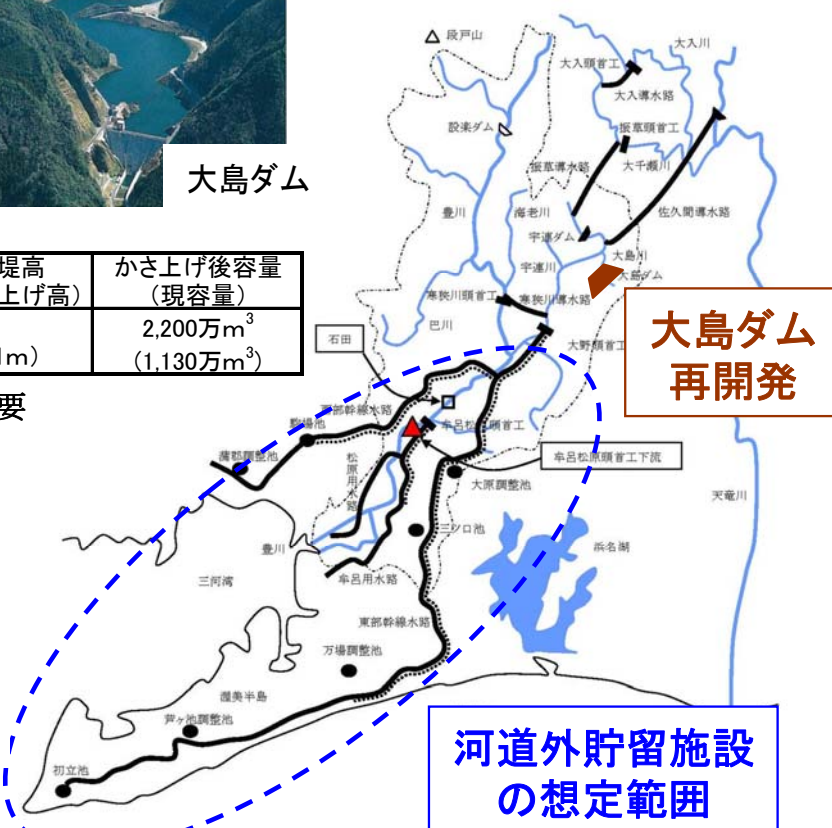 大島ダム
堤高
上げ高)
かさ上げ後容量
(現容量)
m)
2,200万m³
(1,130万m³)
要
段戸山
大入川
大入頭首工
大入導水路
設楽ダム
振草頭首工
振草導水路
大千瀬川
豊川
海老川
佐久間導水路
宇連ダム
宇連川
大島川
大島ダム
寒狭川頭首工
寒狭川導水路
巴川
大野頭首工
石田
大島ダム
再開発
西部幹線水路
駒場池
牟呂松原頭首工
蒲郡調整池
松原用水路
牟呂松原頭首工下流
大原調整池
天竜川
三ツ口池
豊川
浜名湖
三河湾
牟呂用水路
東部幹線水路
万場調整池
渥美半島
芦ヶ池調整池
初立池
河道外貯留施設
の想定範囲